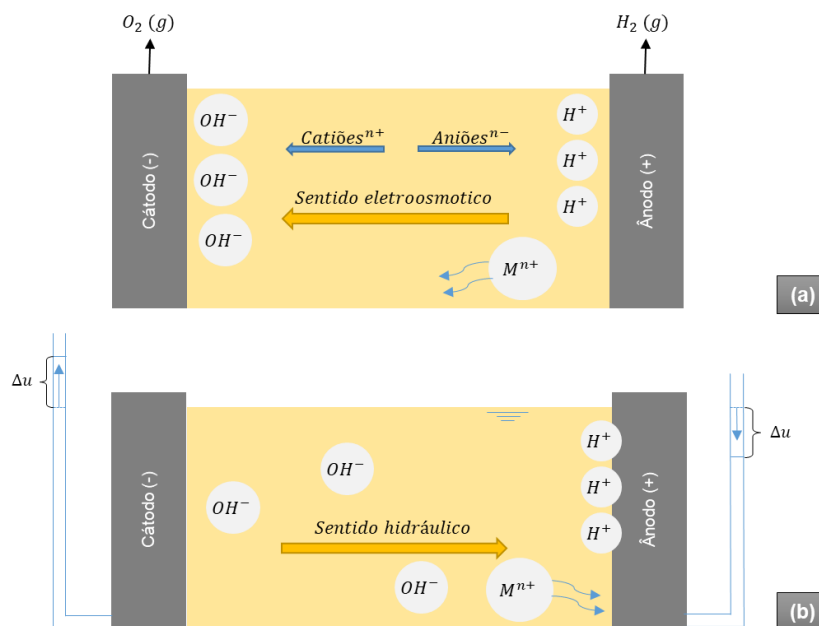 O₂ (g)
H₂ (g)
Cátodo (-)
OH⁻
OH⁻
OH⁻
Catiõesⁿ⁺
Aniõesⁿ⁻
Sentido eletroosmotico
Mⁿ⁺
H⁺
H⁺
H⁺
Ânodo (+)
(a)
Δu
Cátodo (-)
OH⁻
OH⁻
Sentido hidráulico
OH⁻
Mⁿ⁺
H⁺
H⁺
H⁺
Ânodo (+)
Δu
(b)